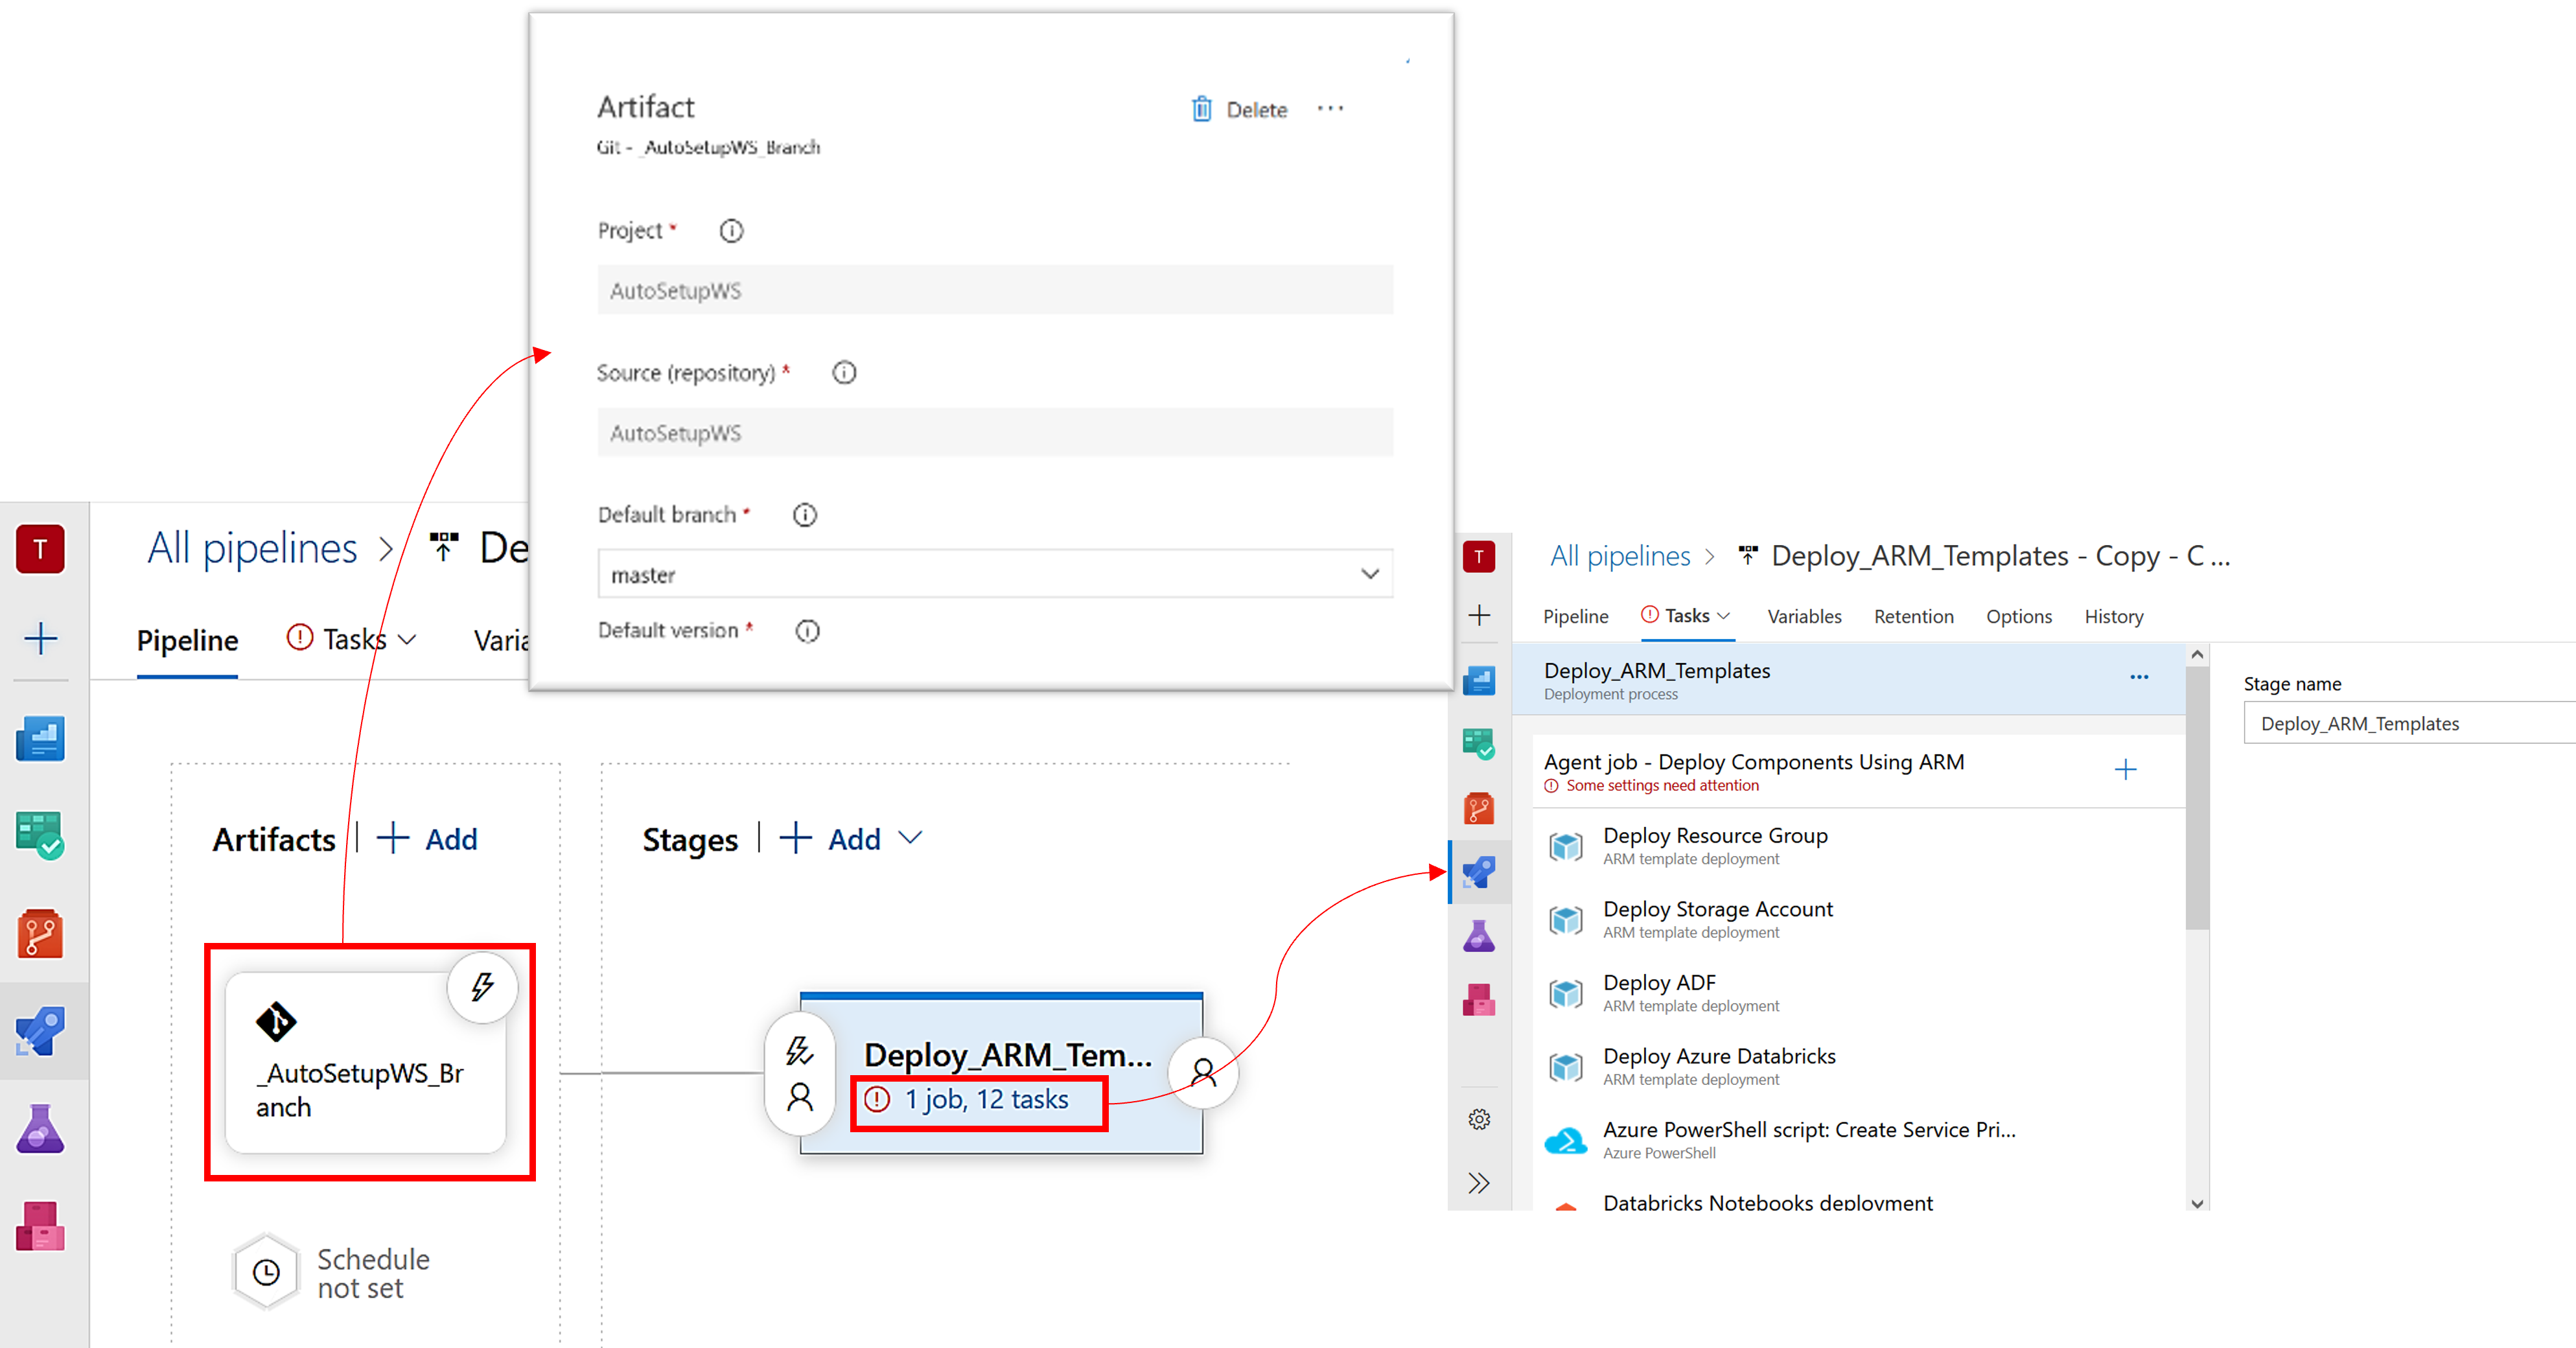 Artifact
Delete
Git - _AutoSetupWS_Branch
Project *
AutoSetupWS
Source (repository) *
AutoSetupWS
Default branch *
master
Default version *
T
All pipelines > De
Pipeline
Tasks
Varia
Artifacts | + Add
Stages | + Add
_AutoSetupWS_Br
anch
Deploy_ARM_Tem...
1 job, 12 tasks
Schedule
not set
T
All pipelines > Deploy_ARM_Templates - Copy - C ...
Pipeline
Tasks
Variables
Retention
Options
History
Deploy_ARM_Templates
Deployment process
Stage name
Deploy_ARM_Templates
Agent job - Deploy Components Using ARM
Some settings need attention
Deploy Resource Group
ARM template deployment
Deploy Storage Account
ARM template deployment
Deploy ADF
ARM template deployment
Deploy Azure Databricks
ARM template deployment
Azure PowerShell script: Create Service Pri...
Azure PowerShell
Databricks Notebooks deployment